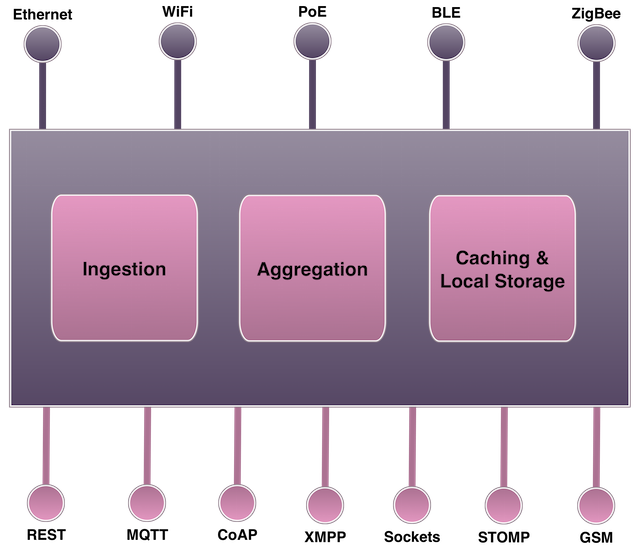 Ethernet
WiFi
PoE
BLE
ZigBee
Ingestion
Aggregation
Caching &
Local Storage
REST
MQTT
CoAP
XMPP
Sockets
STOMP
GSM